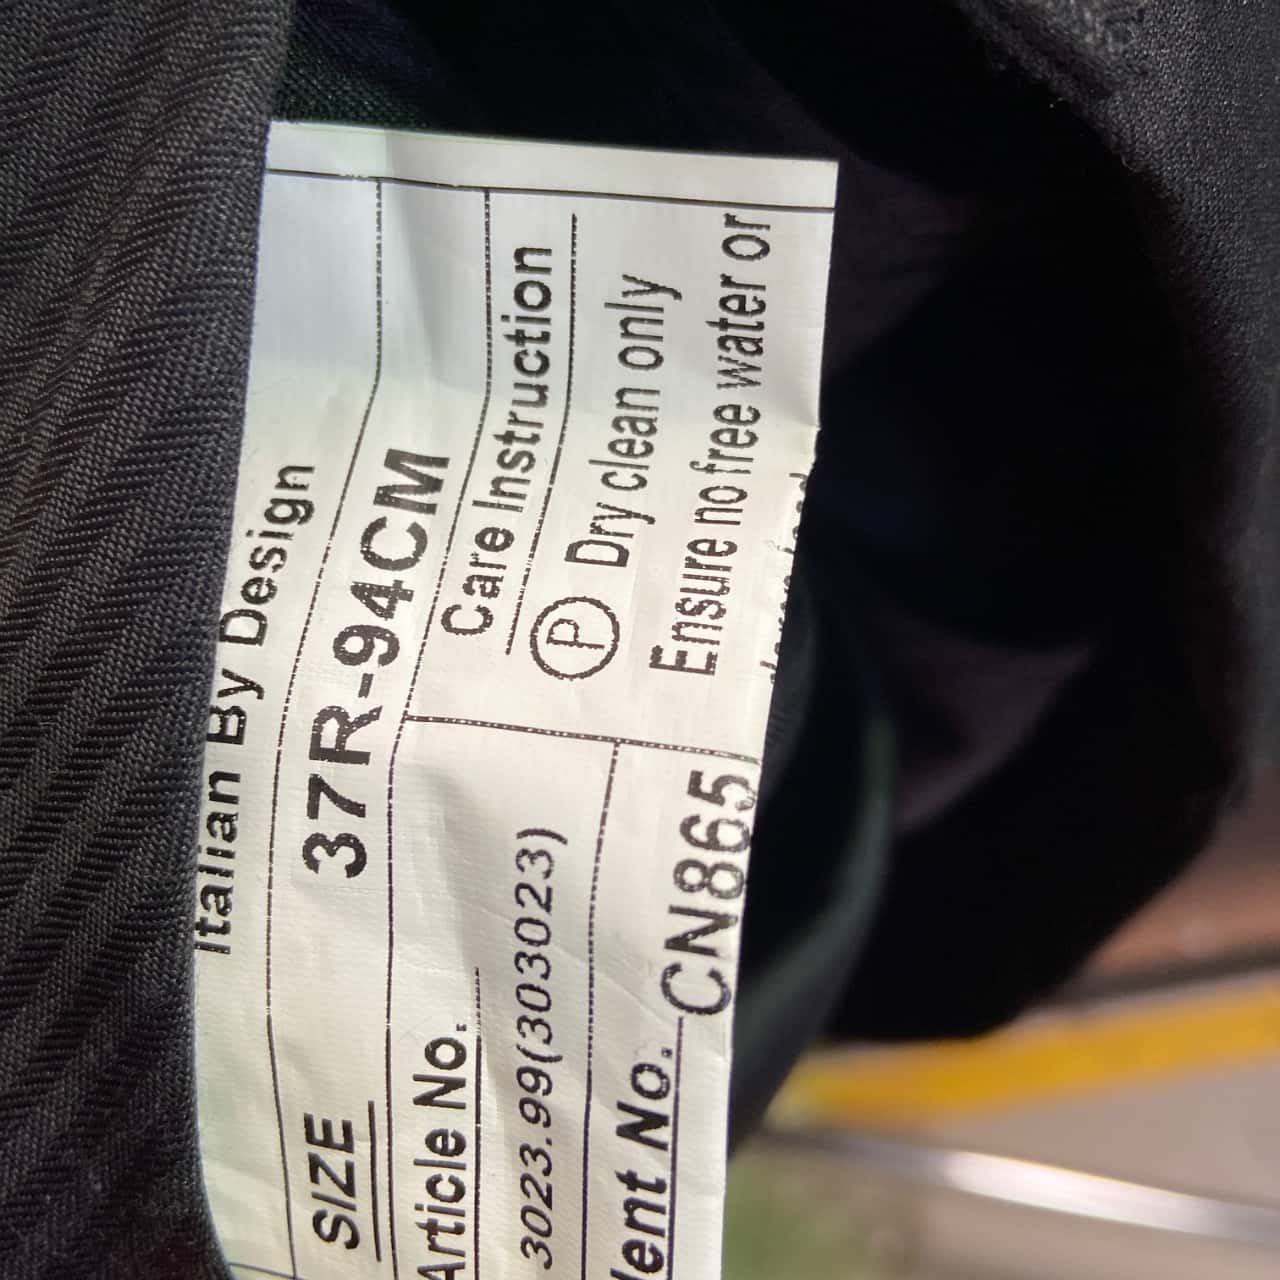 Italian By Design
SIZE 37R-94CM
Article No.
3023.99(303023)
Ident No. CN865
Care Instruction
P Dry clean only
Ensure no free water or